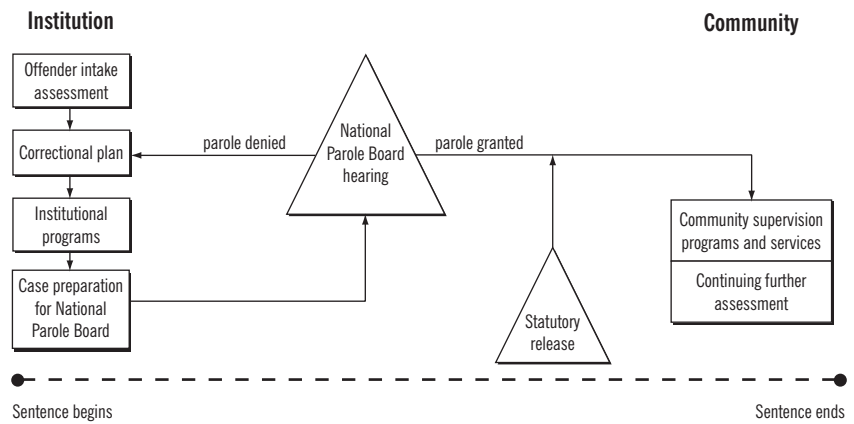 Institution
Community
Offender intake
assessment
Correctional plan
Institutional
programs
Case preparation
for National
Parole Board
parole denied
National
Parole Board
hearing
parole granted
Statutory
release
Community supervision
programs and services
Continuing further
assessment
Sentence begins
Sentence ends